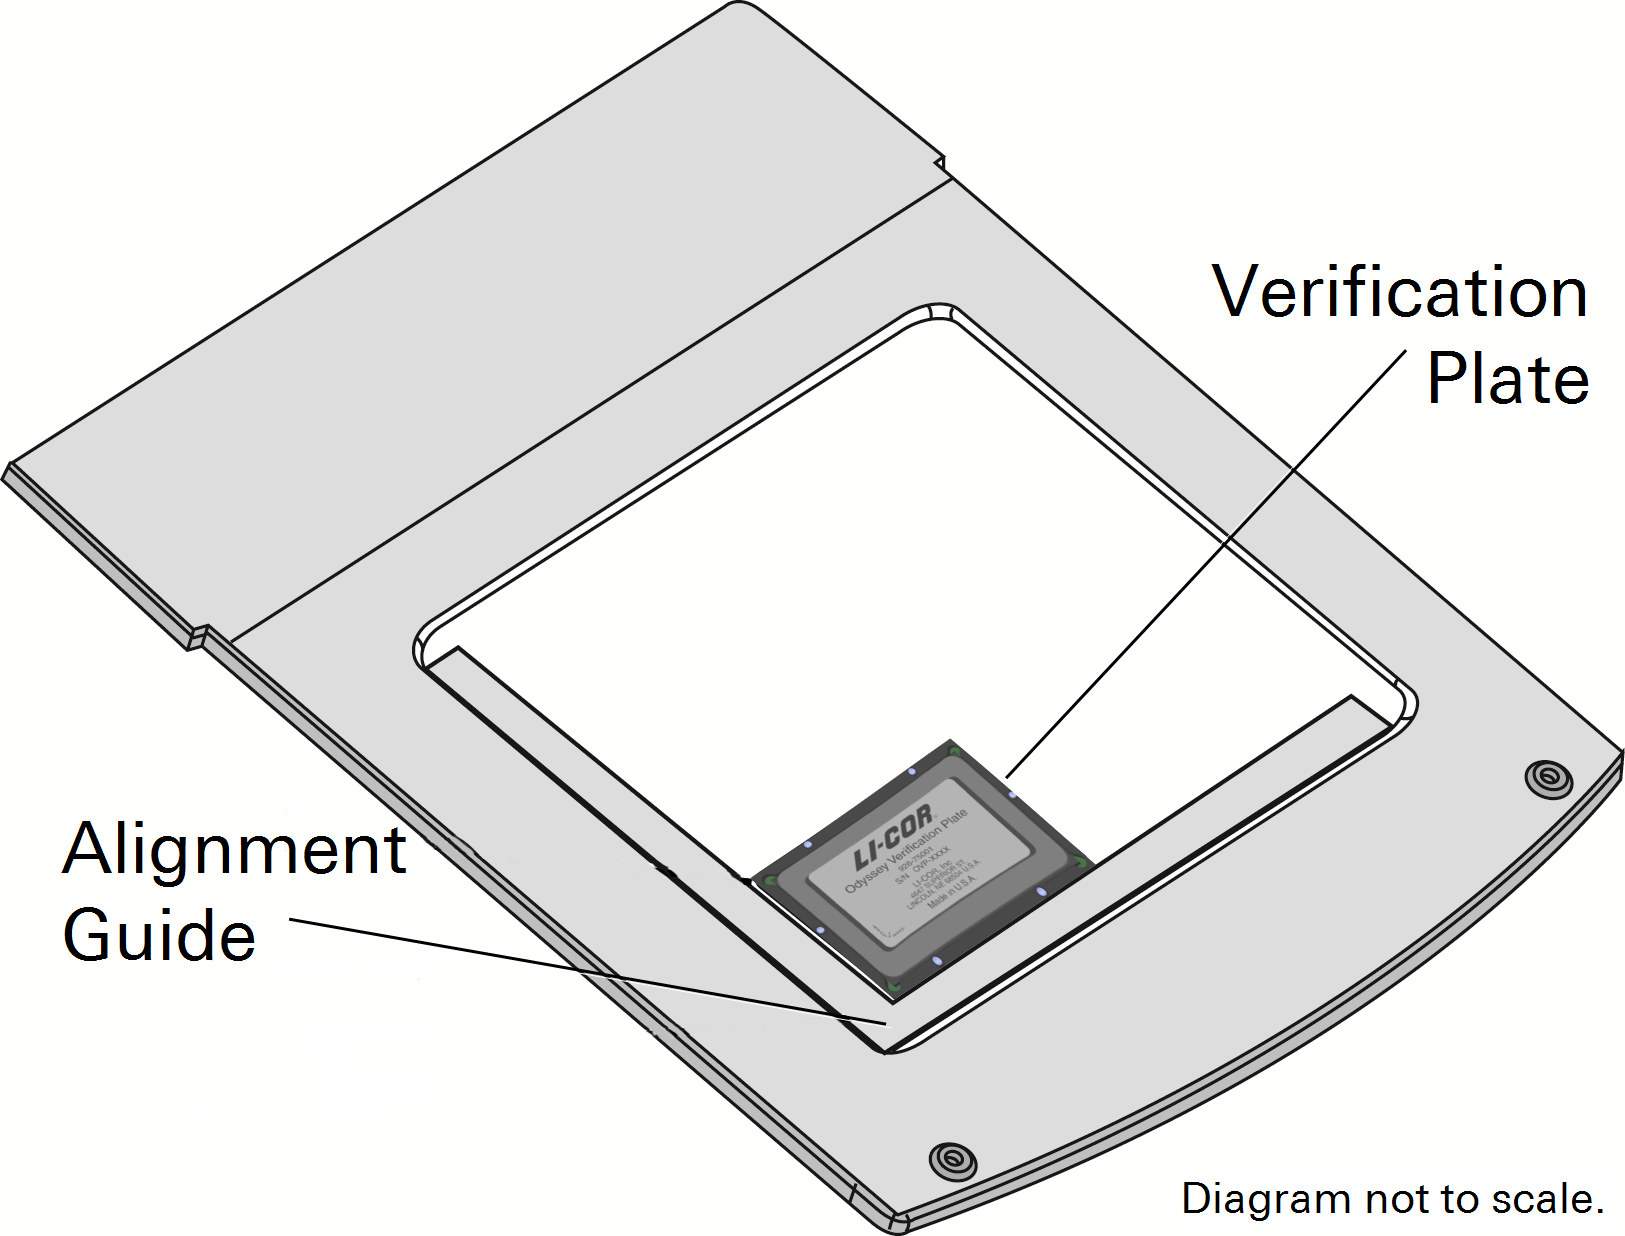 Verification
Plate
LI-COR
Odyssey Verification Plate
926-75001
S/N OVP-XXXX
LI-COR, Inc.
4647 SUPERIOR ST.
LINCOLN, NE 68504 U.S.A.
Made in U.S.A.
Alignment
Guide
Diagram not to scale.